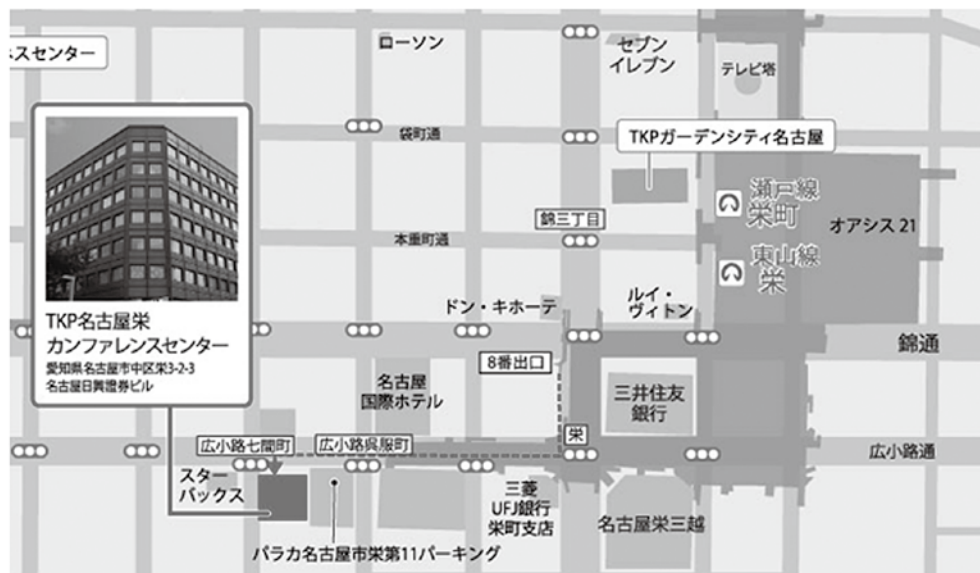 ネスセンター
ローソン
セブン
イレブン
テレビ塔
袋町通
TKPガーデンシティ名古屋
瀬戸線
栄町
オアシス 21
錦三丁目
本重町通
東山線
栄
ドン・キホーテ
ルイ・
ヴィトン
TKP名古屋栄
カンファレンスセンター
愛知県名古屋市中区栄3-2-3
名古屋日興證券ビル
錦通
8番出口
名古屋
国際ホテル
三井住友
銀行
栄
広小路七間町
広小路呉服町
広小路通
スター
バックス
三菱
UFJ銀行
栄町支店
名古屋栄三越
パラカ名古屋市栄第11パーキング